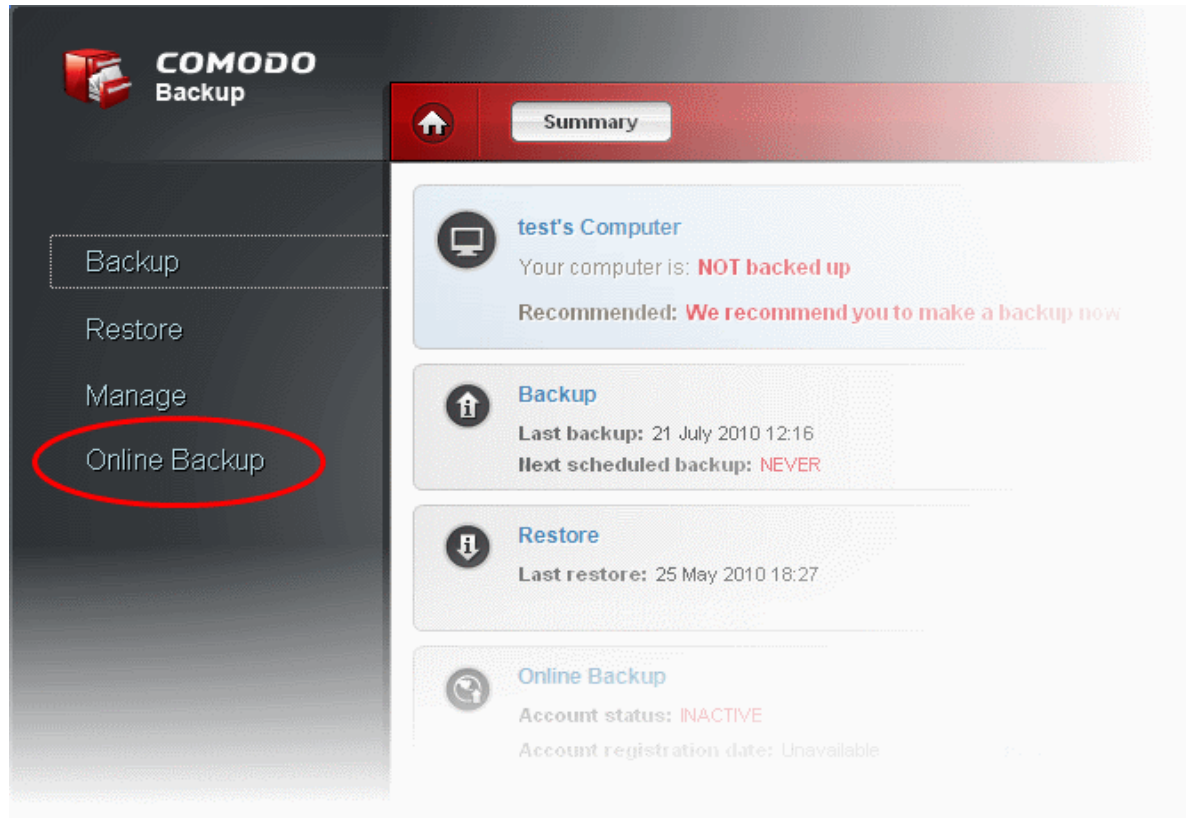 COMODO
Backup
Summary
Backup
Restore
Manage
Online Backup
test's Computer
Your computer is: NOT backed up
Recommended: We recommend you to make a backup now
Backup
Last backup: 21 July 2010 12:16
Next scheduled backup: NEVER
Restore
Last restore: 25 May 2010 18:27
Online Backup
Account status: INACTIVE
Account registration date: Unavailable